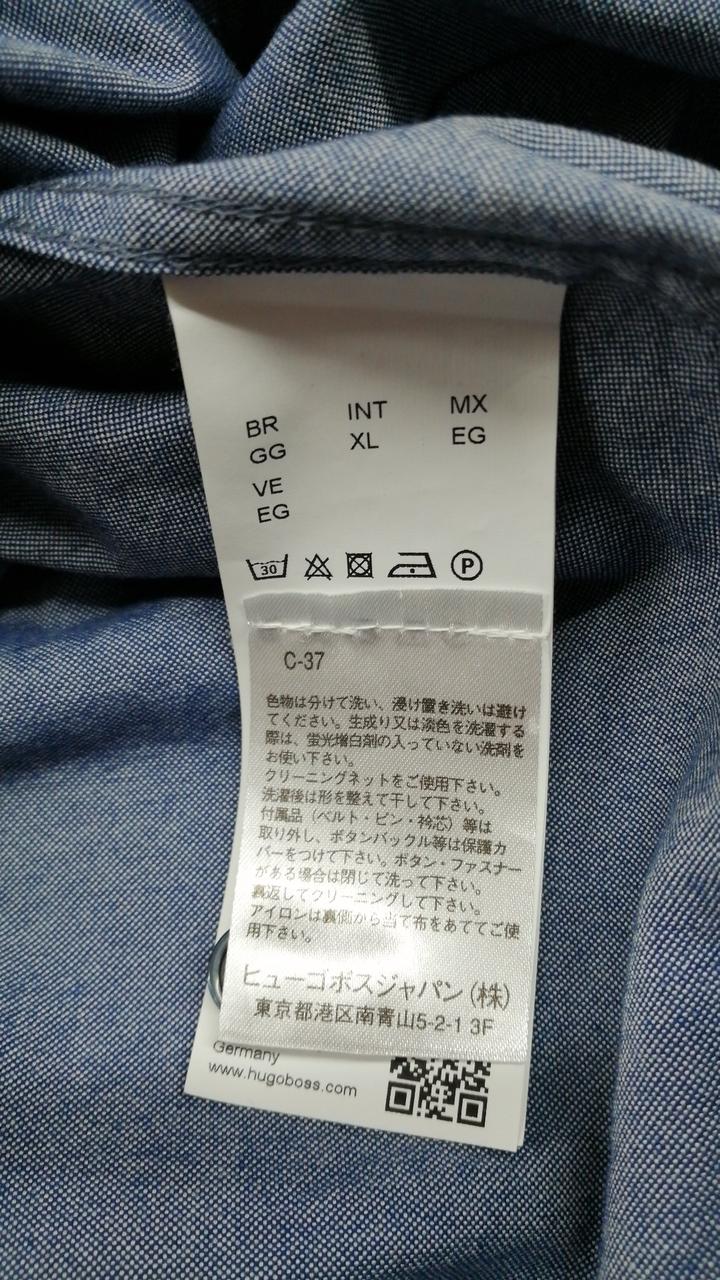 BR INT MX
GG XL EG
VE
EG
30 P
C-37
色物は分けて洗い、浸け置き洗いは避け
てください。生成り又は淡色を洗濯する
際は、蛍光増白剤の入っていない洗剤を
お使い下さい。
クリーニングネットをご使用下さい。
洗濯後は形を整えて干して下さい。
付属品（ベルト・ピン・衿芯）等は
取り外し、ボタンバックル等は保護カ
バーをつけて下さい。ボタン・ファスナー
がある場合は閉じて洗って下さい。
裏返してクリーニングして下さい。
アイロンは裏側から当て布をあててご使
用下さい。
ヒューゴボスジャパン(株)
東京都港区南青山5-2-1 3F
Germany
www.hugoboss.com